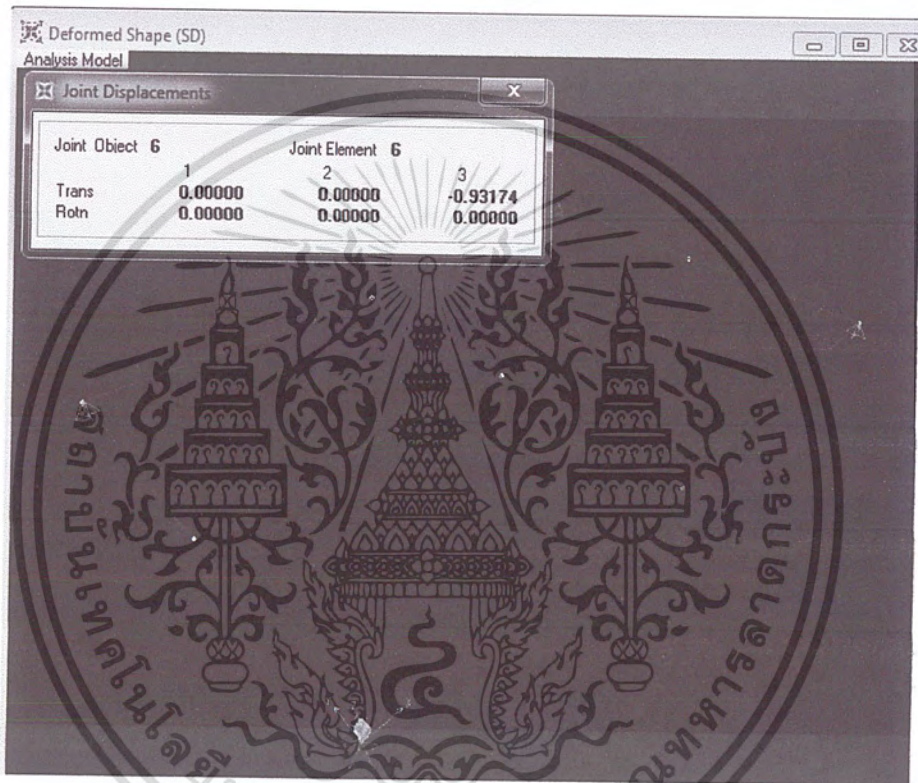 Deformed Shape (SD)
Analysis Model
Joint Displacements
Joint Object 6 Joint Element 6
1 2 3
Trans 0.00000 0.00000 -0.93174
Rotn 0.00000 0.00000 0.00000